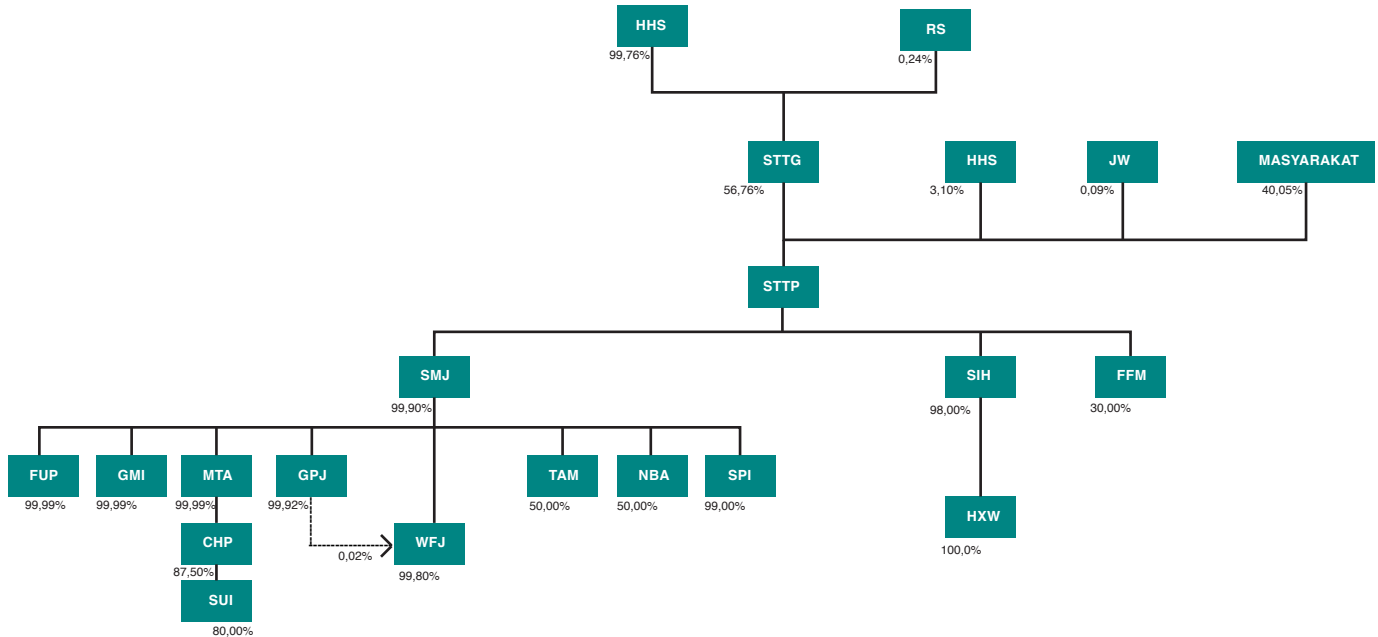 HHS
RS
99,76%
0,24%
STTG
HHS
JW
MASYARAKAT
56,76%
3,10%
0,09%
40,05%
STTP
SMJ
SIH
FFM
99,90%
98,00%
30,00%
FUP
GMI
MTA
GPJ
TAM
NBA
SPI
99,99%
99,99%
99,99%
99,92%
50,00%
50,00%
99,00%
HXW
100,0%
CHP
WFJ
0,02%
87,50%
99,80%
SUI
80,00%